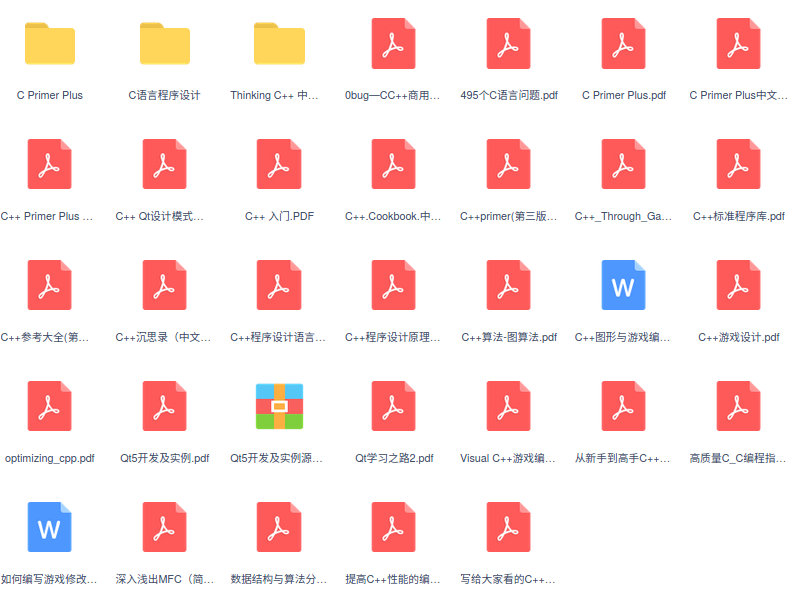 C Primer Plus
C语言程序设计
Thinking C++ 中…
0bug—CC++商用…
495个C语言问题.pdf
C Primer Plus.pdf
C Primer Plus中文…
C++ Primer Plus …
C++ Qt设计模式…
C++ 入门.PDF
C++.Cookbook.中…
C++primer(第三版…
C++_Through_Ga…
C++标准程序库.pdf
C++参考大全(第…
C++沉思录（中文…
C++程序设计语言…
C++程序设计原理…
C++算法-图算法.pdf
C++图形与游戏编…
C++游戏设计.pdf
optimizing_cpp.pdf
Qt5开发及实例.pdf
Qt5开发及实例源…
Qt学习之路2.pdf
Visual C++游戏编…
从新手到高手C++…
高质量C_C编程指…
如何编写游戏修改…
深入浅出MFC（简…
数据结构与算法分…
提高C++性能的编…
写给大家看的C++…